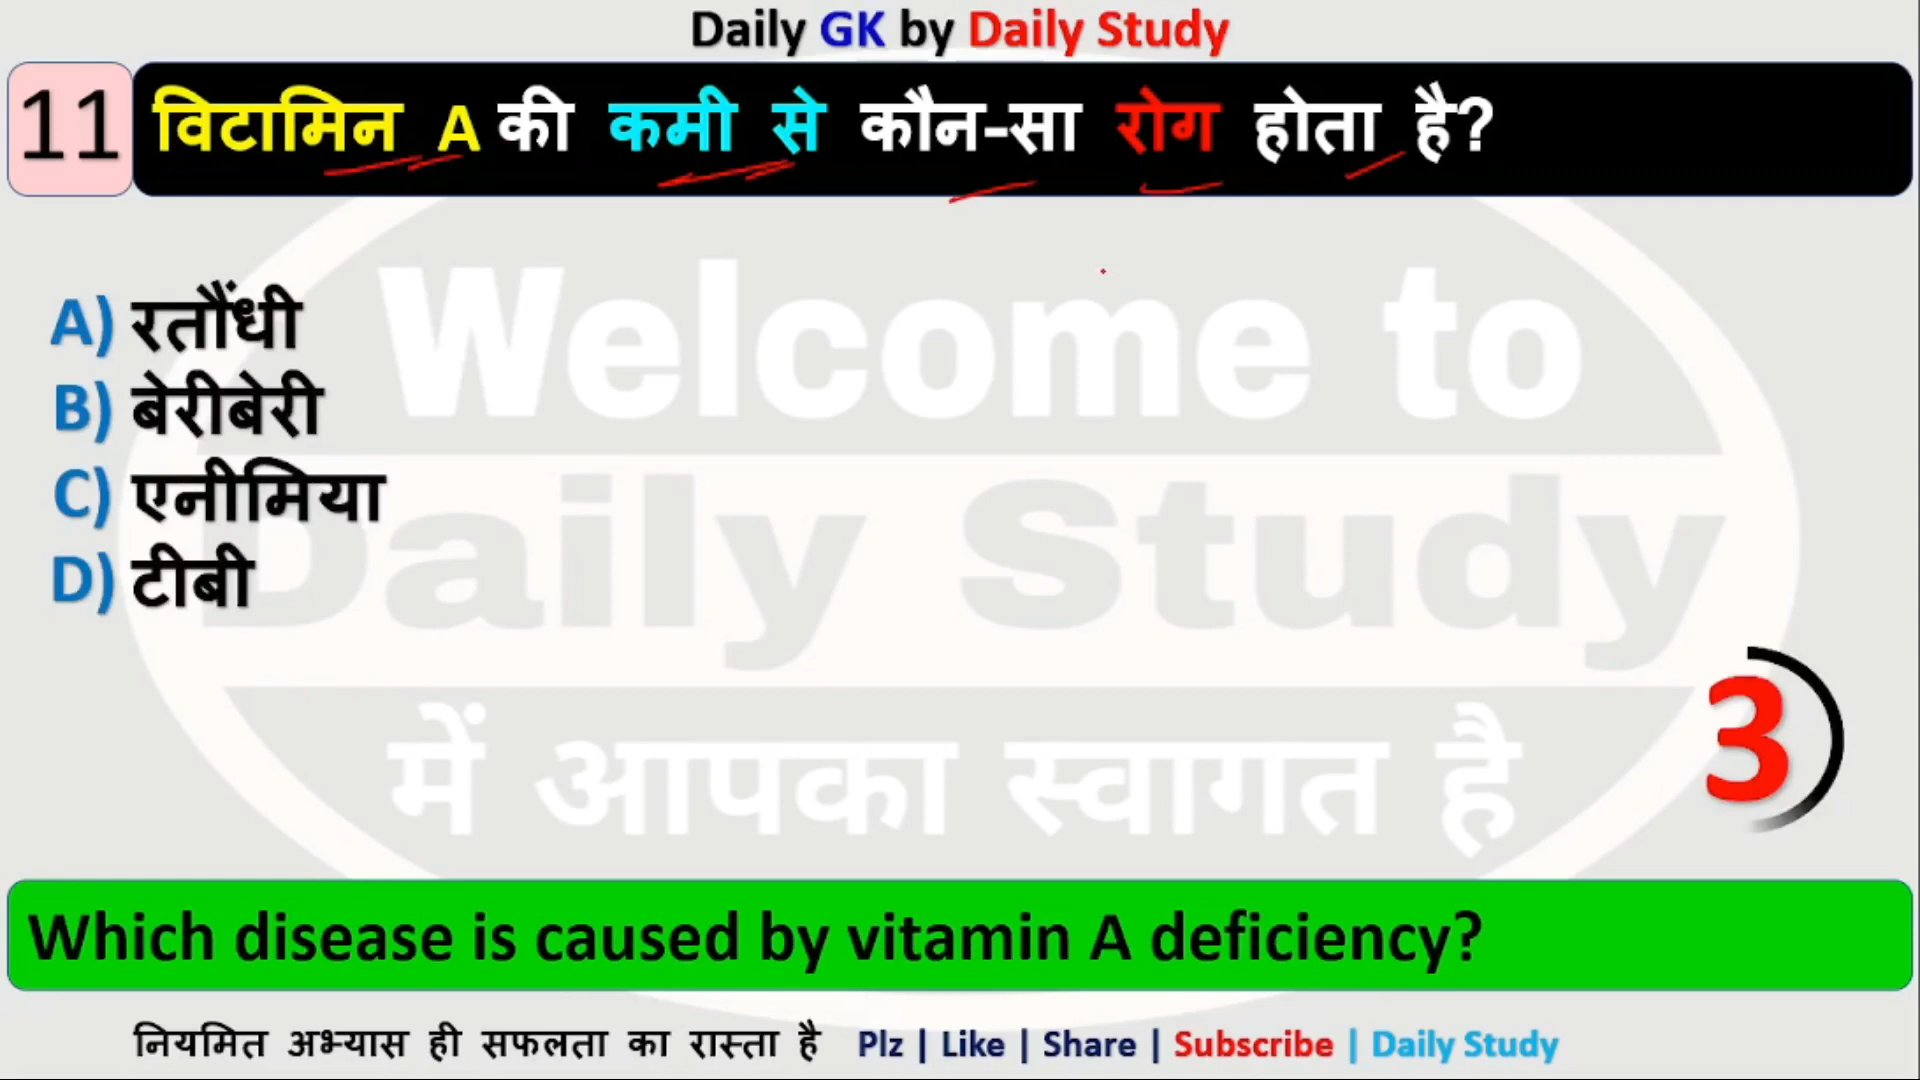 Daily GK by Daily Study
11 विटामिन A की कमी से कौन-सा रोग होता है?
Welcome to
A) रतौंधी
B) बेरीबेरी
C) एनीमिया
Daily Study
D) टीबी
3
में आपका स्वागत है
Which disease is caused by vitamin A deficiency?
नियमित अभ्यास ही सफलता का रास्ता है Plz | Like | Share | Subscribe | Daily Study